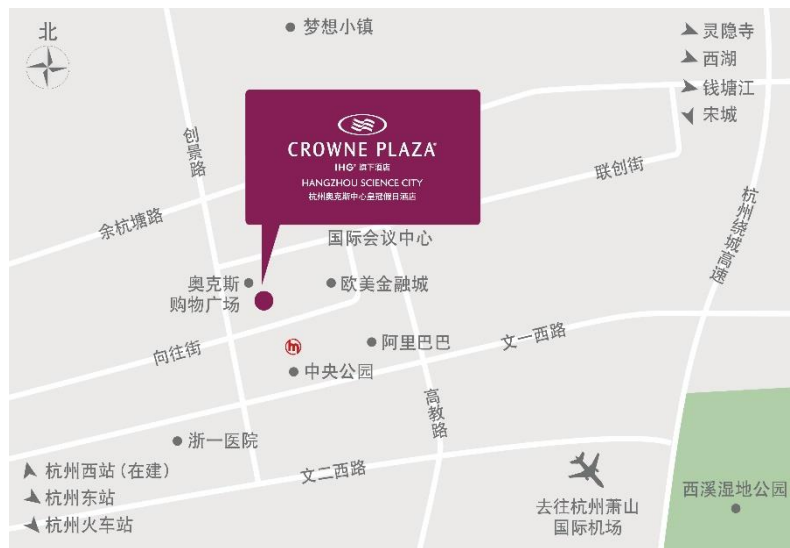 北
梦想小镇
灵隐寺
西湖
钱塘江
宋城
创景路
CROWNE PLAZA®
IHG® 旗下酒店
HANGZHOU SCIENCE CITY
杭州奥克斯中心皇冠假日酒店
联创街
杭州绕城高速
余杭塘路
国际会议中心
奥克斯
购物广场
欧美金融城
向往街
阿里巴巴
文一西路
中央公园
高教路
浙一医院
文二西路
杭州西站(在建)
杭州东站
杭州火车站
去往杭州萧山
国际机场
西溪湿地公园